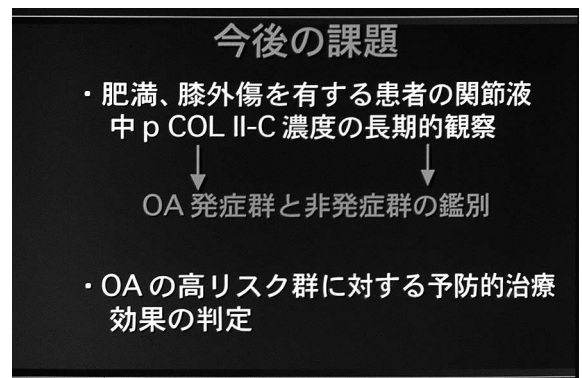 今後の課題
・肥満、膝外傷を有する患者の関節液
中 p COL II-C 濃度の長期的観察
OA 発症群と非発症群の鑑別
・OA の高リスク群に対する予防的治療
効果の判定